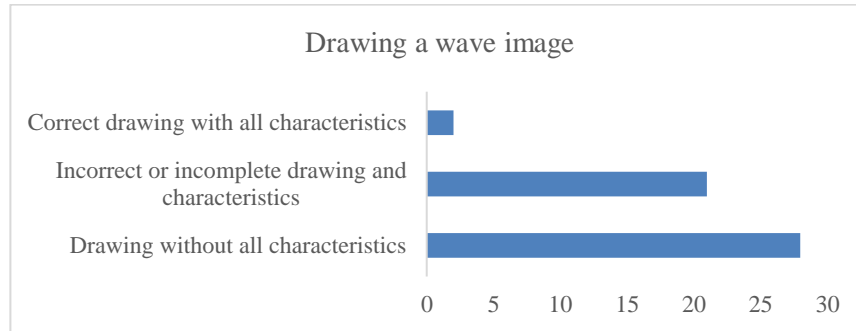 Drawing a wave image
Correct drawing with all characteristics
Incorrect or incomplete drawing and
characteristics
Drawing without all characteristics
0 5 10 15 20 25 30